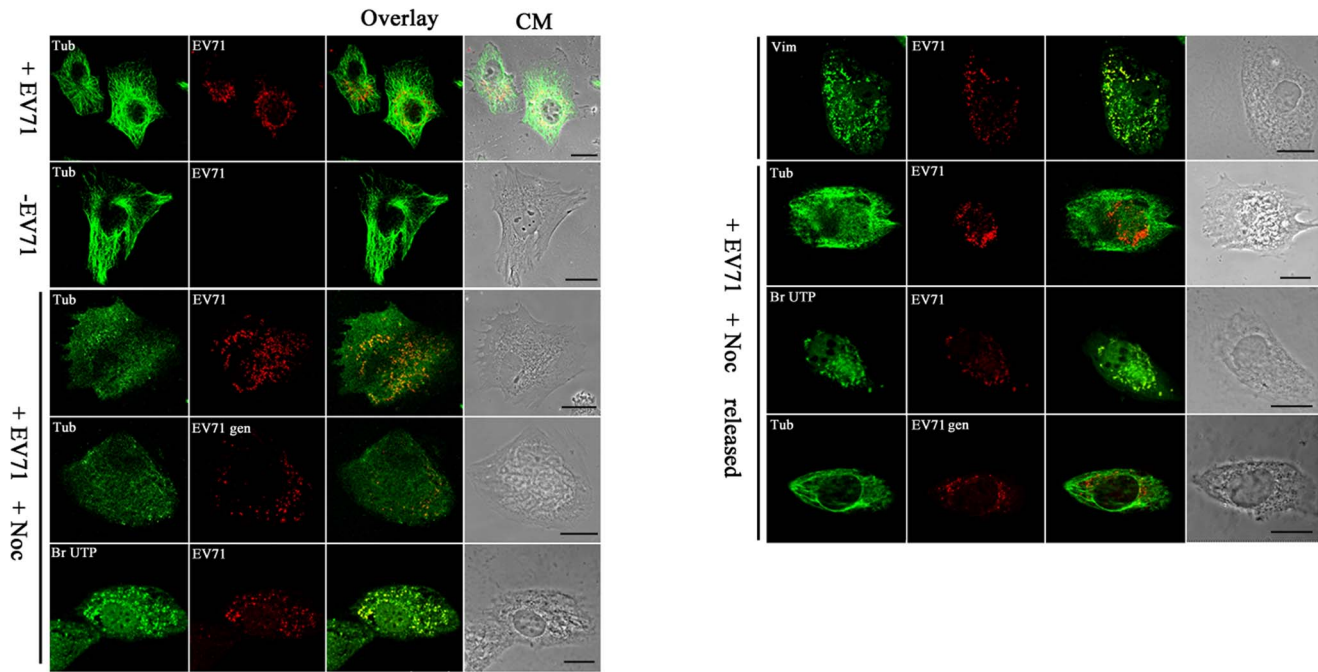 Overlay CM
+ EV71
Tub EV71
-EV71
Tub EV71
+ EV71 + Noc
Tub EV71
Tub EV71 gen
Br UTP EV71
Vim EV71
+ EV71 + Noc released
Tub EV71
Br UTP EV71
Tub EV71 gen